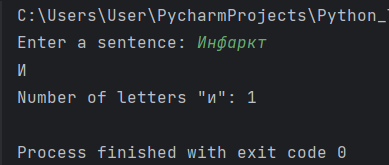 C:\Users\User\PycharmProjects\Python_
Enter a sentence: Инфаркт
И
Number of letters "и": 1
Process finished with exit code 0